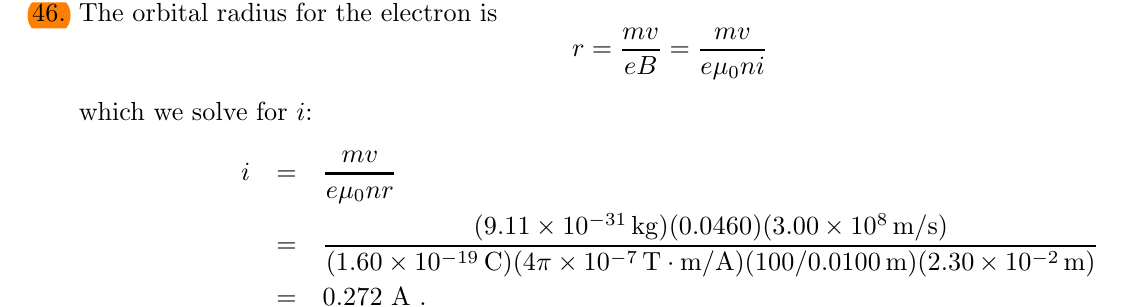 46. The orbital radius for the electron is
r = mv/eB = mv/eμ₀ni
which we solve for i:
i = mv/eμ₀nr
= (9.11 × 10⁻³¹ kg)(0.0460)(3.00 × 10⁸ m/s)/(1.60 × 10⁻¹⁹ C)(4π × 10⁻⁷ T · m/A)(100/0.0100 m)(2.30 × 10⁻² m)
= 0.272 A .